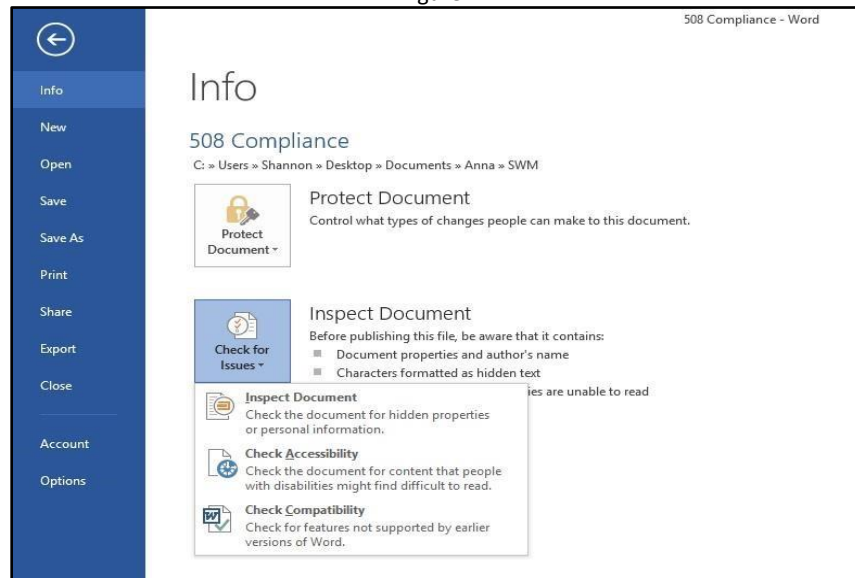 508 Compliance - Word
Info
New
Open
Save
Save As
Print
Share
Export
Close
Account
Options
Info
508 Compliance
C: » Users » Shannon » Desktop » Documents » Anna » SWM
Protect
Document
Protect Document
Control what types of changes people can make to this document.
Check for
Issues
Inspect Document
Before publishing this file, be aware that it contains:
Document properties and author's name
Characters formatted as hidden text
ies are unable to read
Inspect Document
Check the document for hidden properties
or personal information.
Check Accessibility
Check the document for content that people
with disabilities might find difficult to read.
Check Compatibility
Check for features not supported by earlier
versions of Word.